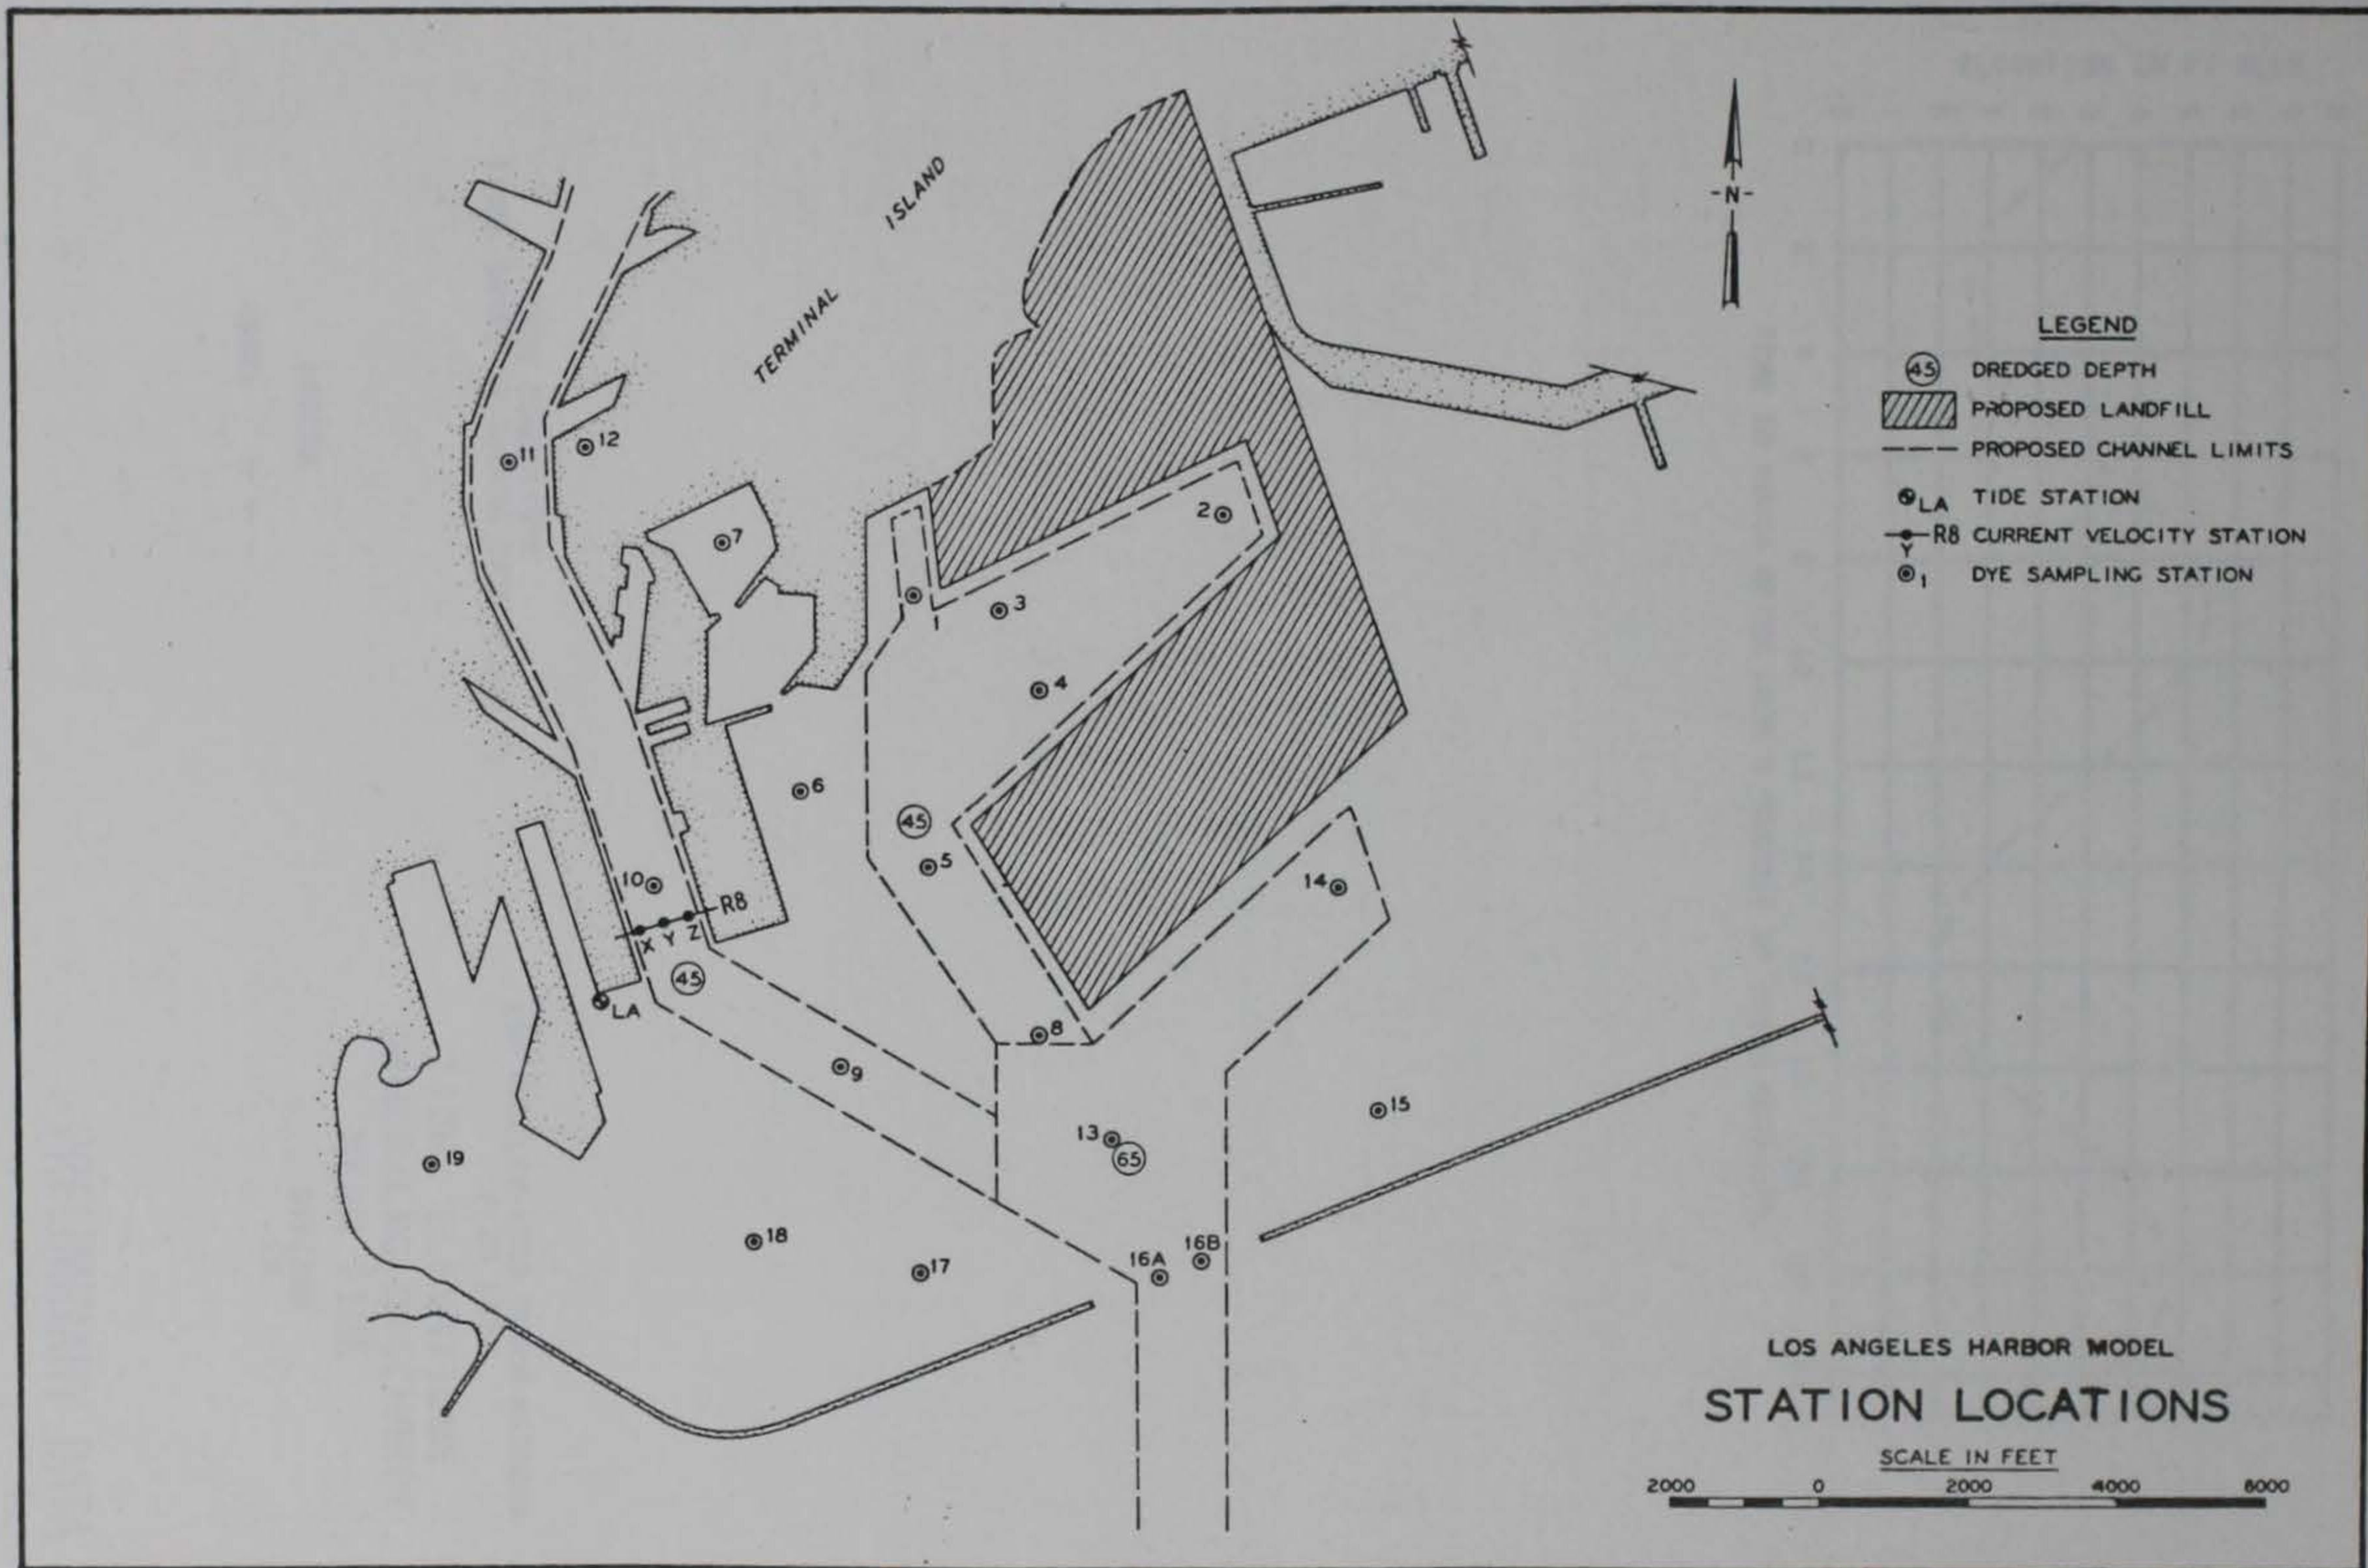 TERMINAL ISLAND
-N-
LEGEND
45 DREDGED DEPTH
PROPOSED LANDFILL
PROPOSED CHANNEL LIMITS
LA TIDE STATION
R8 CURRENT VELOCITY STATION
Y
1 DYE SAMPLING STATION
11
12
7
2
1
3
4
6
45
5
10
R8
X Y Z
45
LA
14
8
9
13
65
15
19
18
17
16A
16B
LOS ANGELES HARBOR MODEL
STATION LOCATIONS
SCALE IN FEET
2000 0 2000 4000 6000